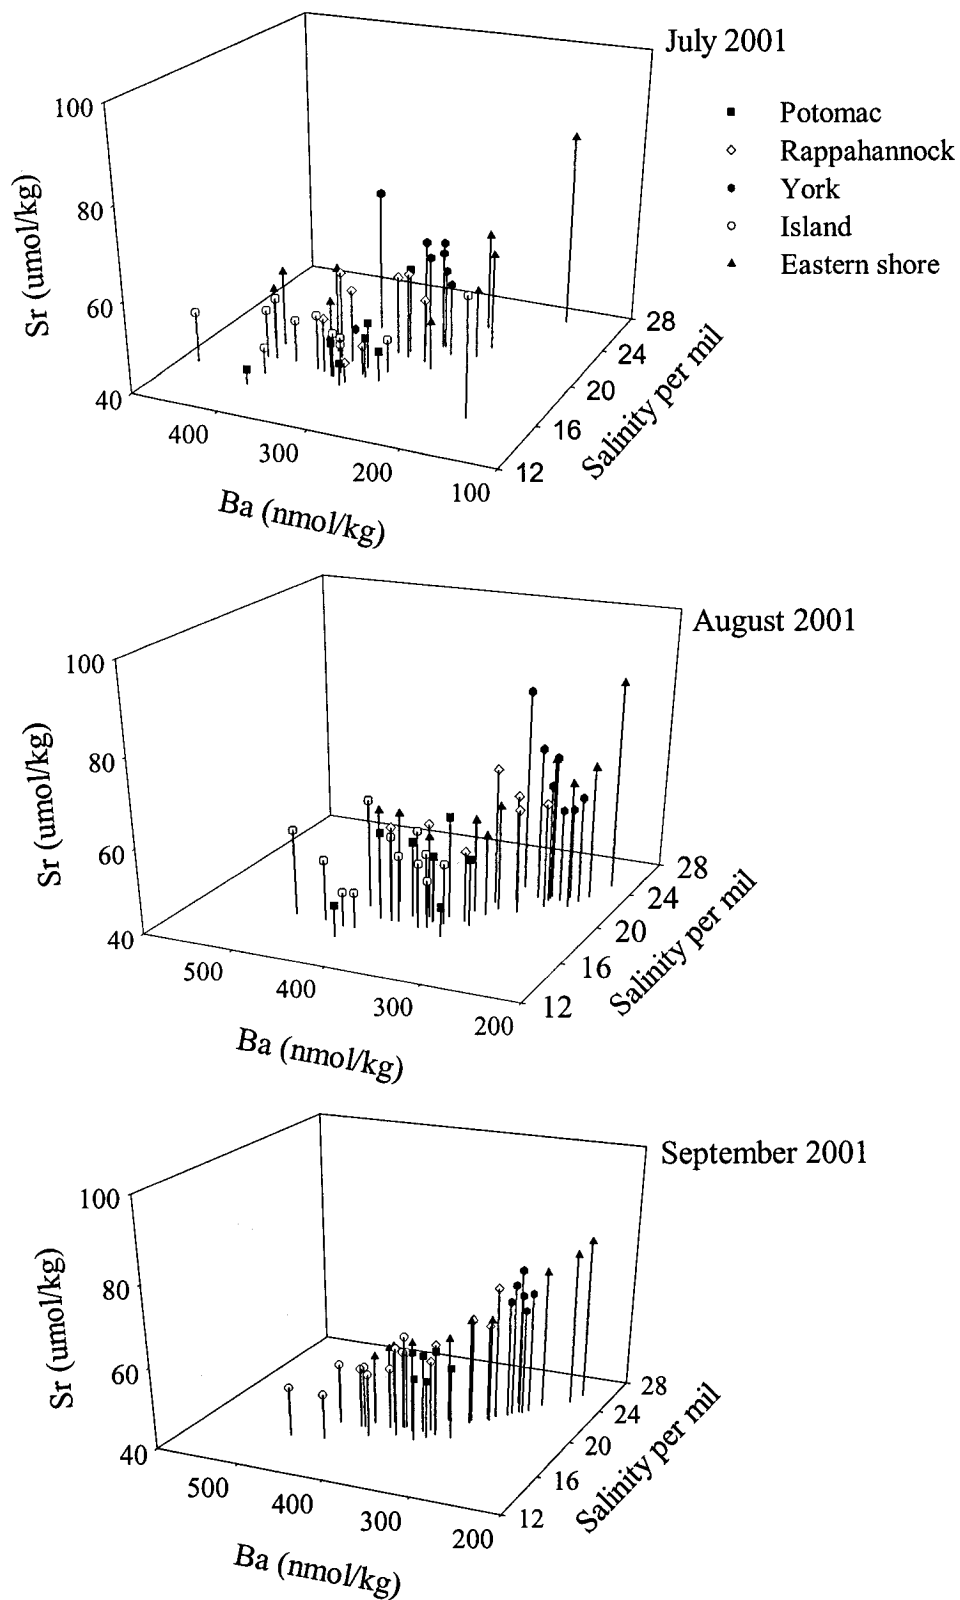 July 2001
Potomac
Rappahannock
York
Island
Eastern shore
100
80
60
40
Sr (umol/kg)
400
300
200
100
Ba (nmol/kg)
12
16
20
24
28
Salinity per mil
August 2001
100
80
60
40
Sr (umol/kg)
500
400
300
200
Ba (nmol/kg)
12
16
20
24
28
Salinity per mil
September 2001
100
80
60
40
Sr (umol/kg)
500
400
300
200
Ba (nmol/kg)
12
16
20
24
28
Salinity per mil